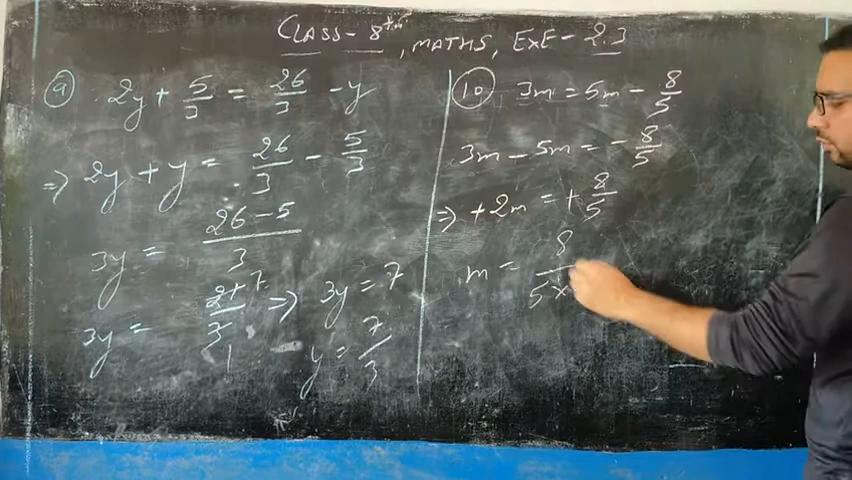 CLASS - 8th, MATHS, EXE - 2.3
9 2y + 5/3 = 26/3 - y
=> 2y + y = 26/3 - 5/3
3y = 26-5/3
3y = 21/3 7 1 => 3y = 7
y = 7/3
10 3m = 5m - 8/5
3m - 5m = - 8/5
=> +2m = + 8/5
m = 8/5×